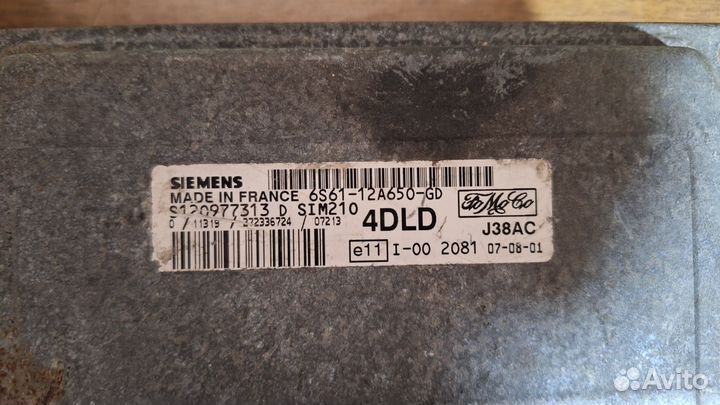 SIEMENS
MADE IN FRANCE 6S61-12A650-GD
S120977313 D SIM210
4DLD
FoMoCo
J38AC
0 / 11319 / 272336724 / 07213
e11 I-00 2081 07-08-01
Avito